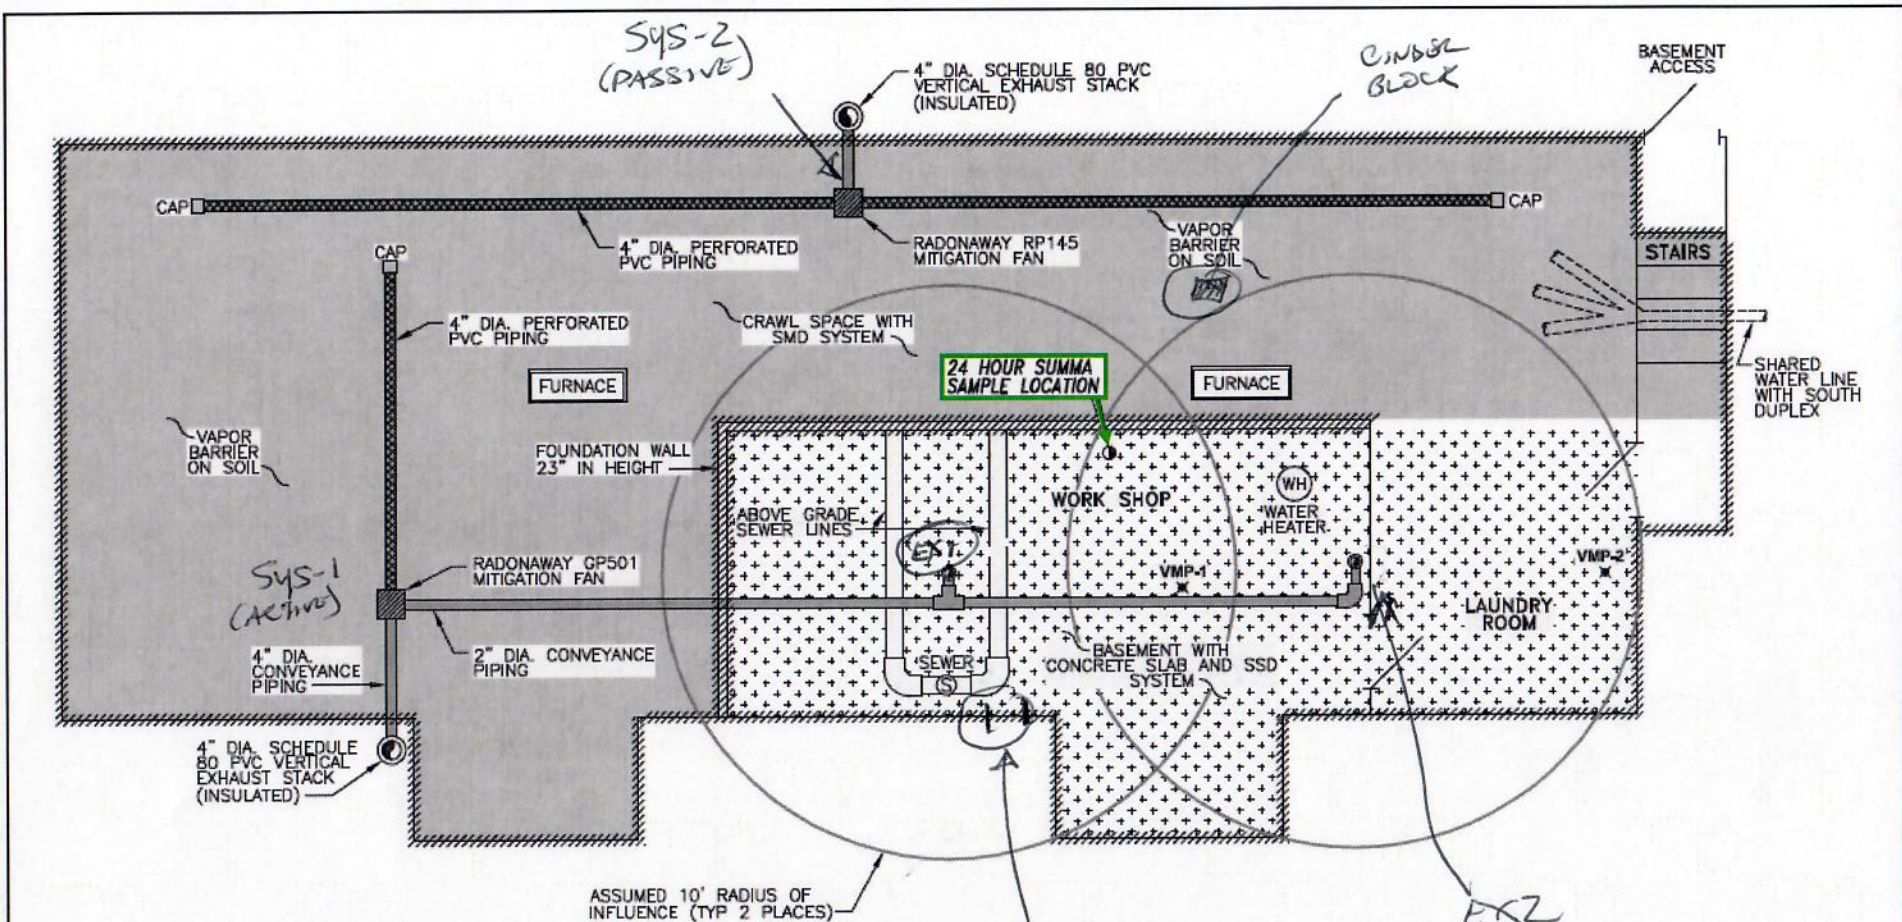 SYS-2
(PASSIVE)
4" DIA. SCHEDULE 80 PVC
VERTICAL EXHAUST STACK
(INSULATED)
CINDER
BLOCK
BASEMENT
ACCESS
CAP
CAP
4" DIA. PERFORATED
PVC PIPING
RADONAWAY RP145
MITIGATION FAN
VAPOR
BARRIER
ON SOIL
STAIRS
CAP
4" DIA. PERFORATED
PVC PIPING
CRAWL SPACE WITH
SMD SYSTEM
24 HOUR SUMMA
SAMPLE LOCATION
FURNACE
FURNACE
SHARED
WATER LINE
WITH SOUTH
DUPLEX
VAPOR
BARRIER
ON SOIL
FOUNDATION WALL
23" IN HEIGHT
ABOVE GRADE
SEWER LINES
WORK SHOP
WH
WATER
HEATER
EX1
VMP-1
VMP-2
SYS-1
(ACTIVE)
RADONAWAY GP501
MITIGATION FAN
LAUNDRY
ROOM
4" DIA.
CONVEYANCE
PIPING
2" DIA. CONVEYANCE
PIPING
SEWER
S
BASEMENT WITH
CONCRETE SLAB AND SSD
SYSTEM
4" DIA. SCHEDULE
80 PVC VERTICAL
EXHAUST STACK
(INSULATED)
ASSUMED 10' RADIUS OF
INFLUENCE (TYP 2 PLACES)
EX2